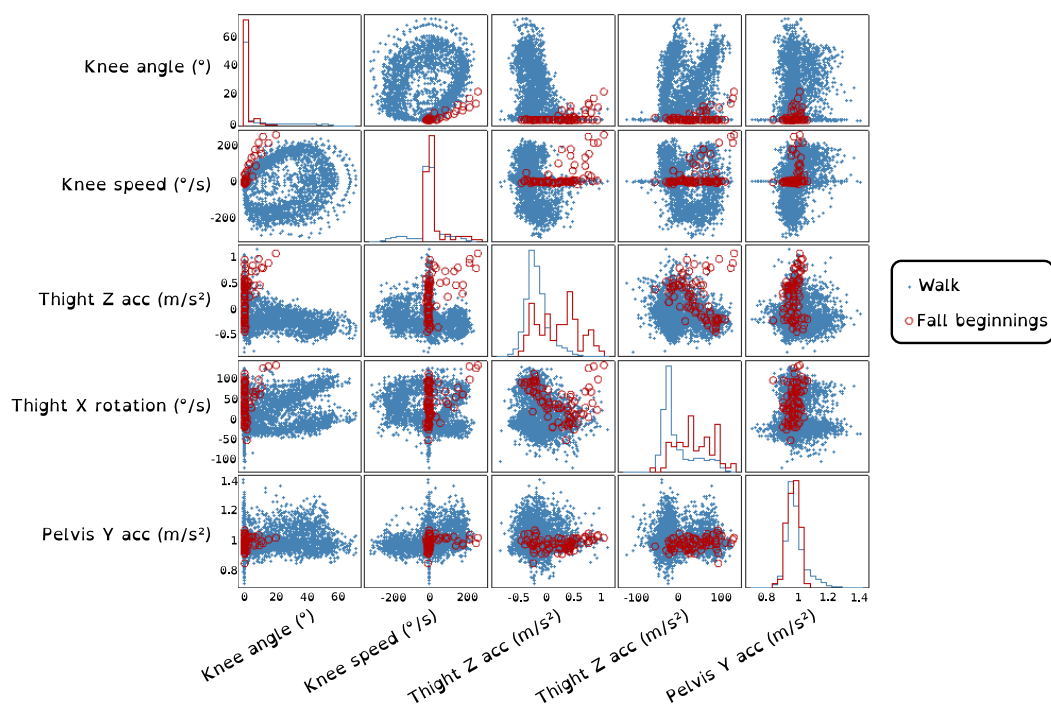 Knee angle (°)
60
40
20
0
Knee speed (°/s)
200
0
-200
Thight Z acc (m/s²)
1
0.5
0
-0.5
Walk
Fall beginnings
Thight X rotation (°/s)
100
50
0
-50
-100
Pelvis Y acc (m/s²)
1.4
1.2
1
0.8
0 20 40 60 -200 0 200 -0.5 0 0.5 1 -100 0 100 0.8 1 1.2 1.4
Knee angle (°)
Knee speed (°/s)
Thight Z acc (m/s²)
Thight Z acc (m/s²)
Pelvis Y acc (m/s²)